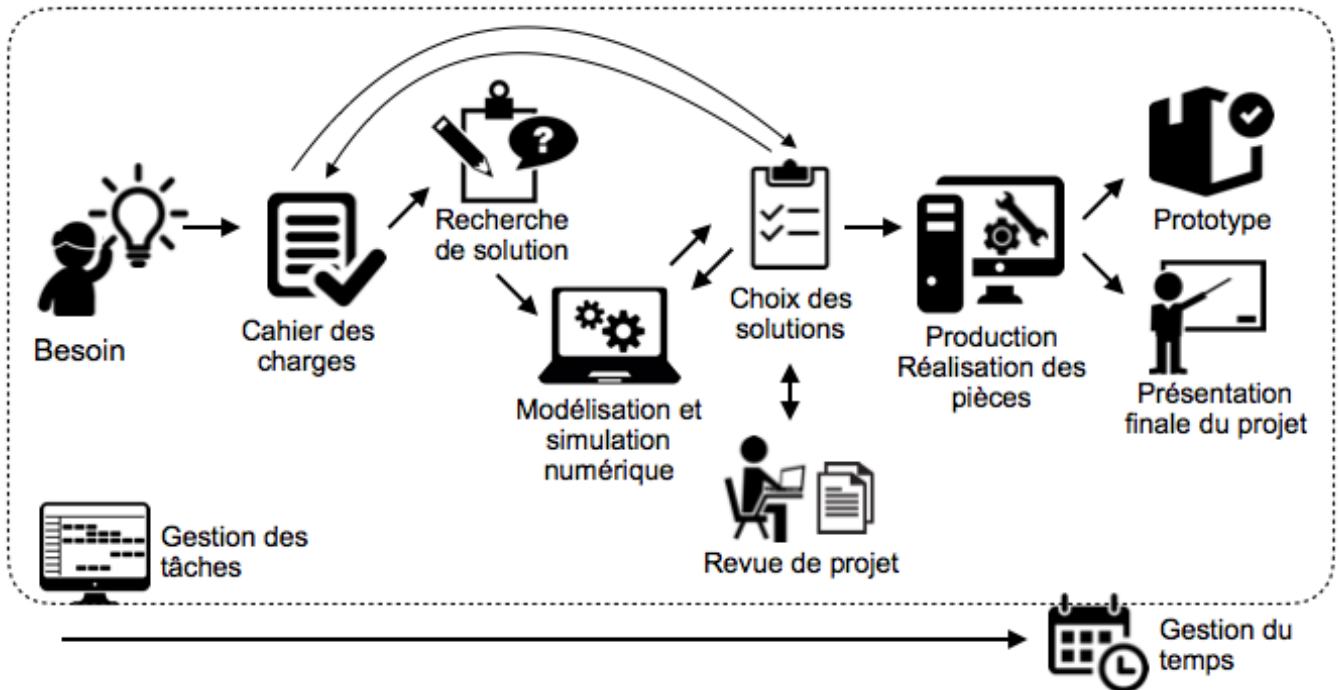 ?
Recherche
de solution
Prototype
Besoin
Cahier des
charges
Choix des
solutions
Production
Réalisation des
pièces
Modélisation et
simulation
numérique
Présentation
finale du projet
Gestion des
tâches
Revue de projet
Gestion du
temps